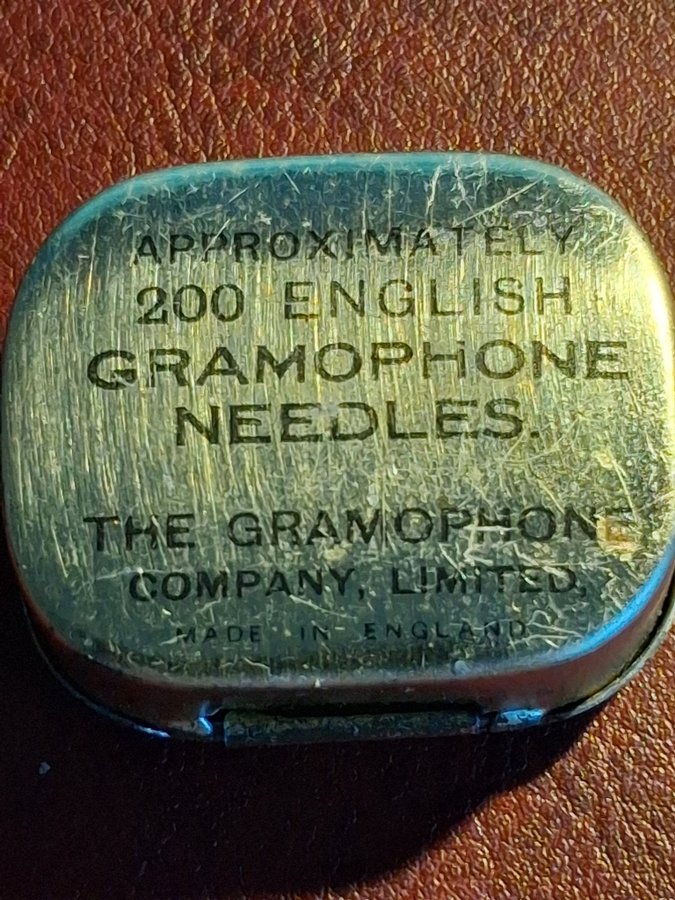 APPROXIMATELY
200 ENGLISH
GRAMOPHONE
NEEDLES.
THE GRAMOPHONE
COMPANY, LIMITED,
MADE IN ENGLAND